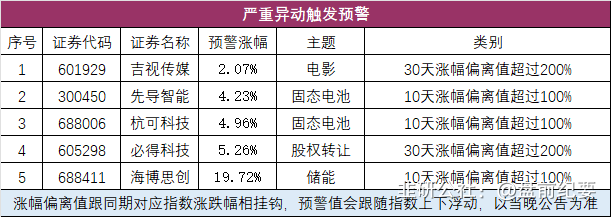 严重异动触发预警
序号 证券代码 证券名称 预警涨幅 主题 类别
1 601929 吉视传媒 2.07% 电影 30天涨幅偏离值超过200%
2 300450 先导智能 4.23% 固态电池 10天涨幅偏离值超过100%
3 688006 杭可科技 4.96% 固态电池 10天涨幅偏离值超过100%
4 605298 必得科技 5.26% 股权转让 30天涨幅偏离值超过200%
5 688411 海博思创 19.72% 储能 10天涨幅偏离值超过100%
涨幅偏离值跟同期对应指数涨跌幅相挂钩，预警值会跟随指数上下浮动，以当晚公告为准